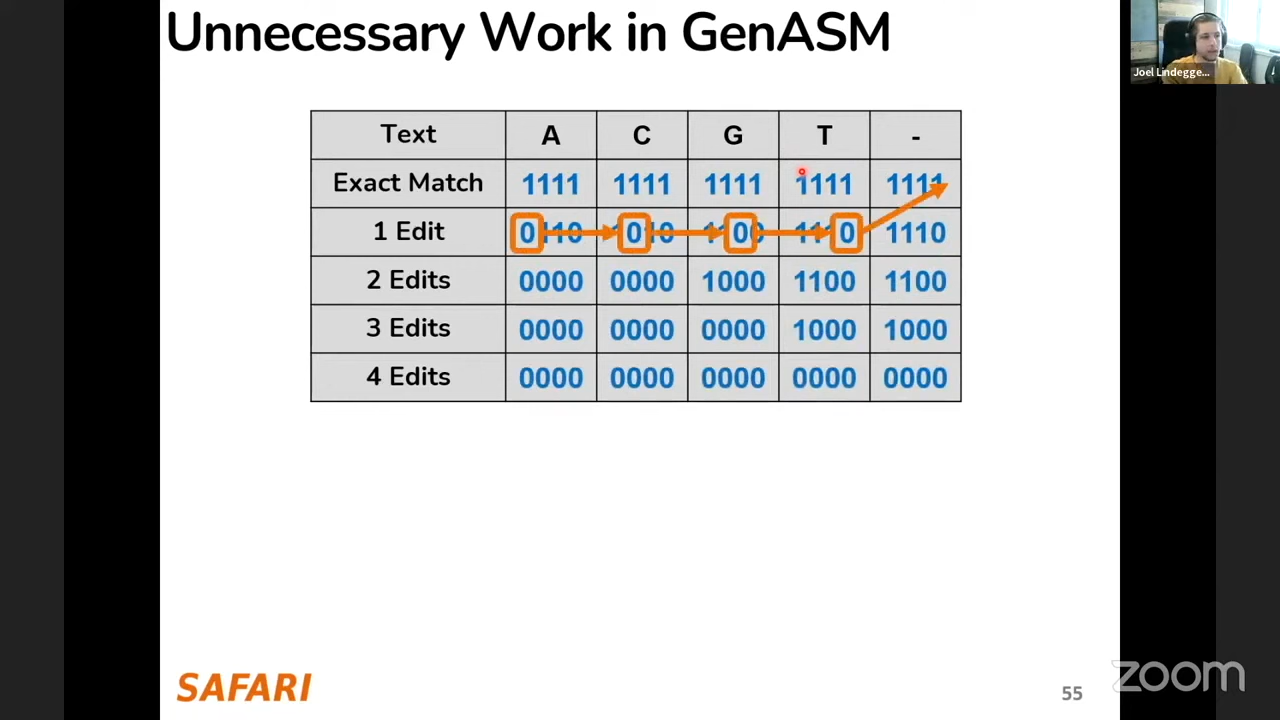 Unnecessary Work in GenASM
Joel Lindegge...
Text A C G T -
Exact Match 1111 1111 1111 1111 1111
1 Edit 0110 1010 1100 1110 1110
2 Edits 0000 0000 1000 1100 1100
3 Edits 0000 0000 0000 1000 1000
4 Edits 0000 0000 0000 0000 0000
SAFARI
55
zoom